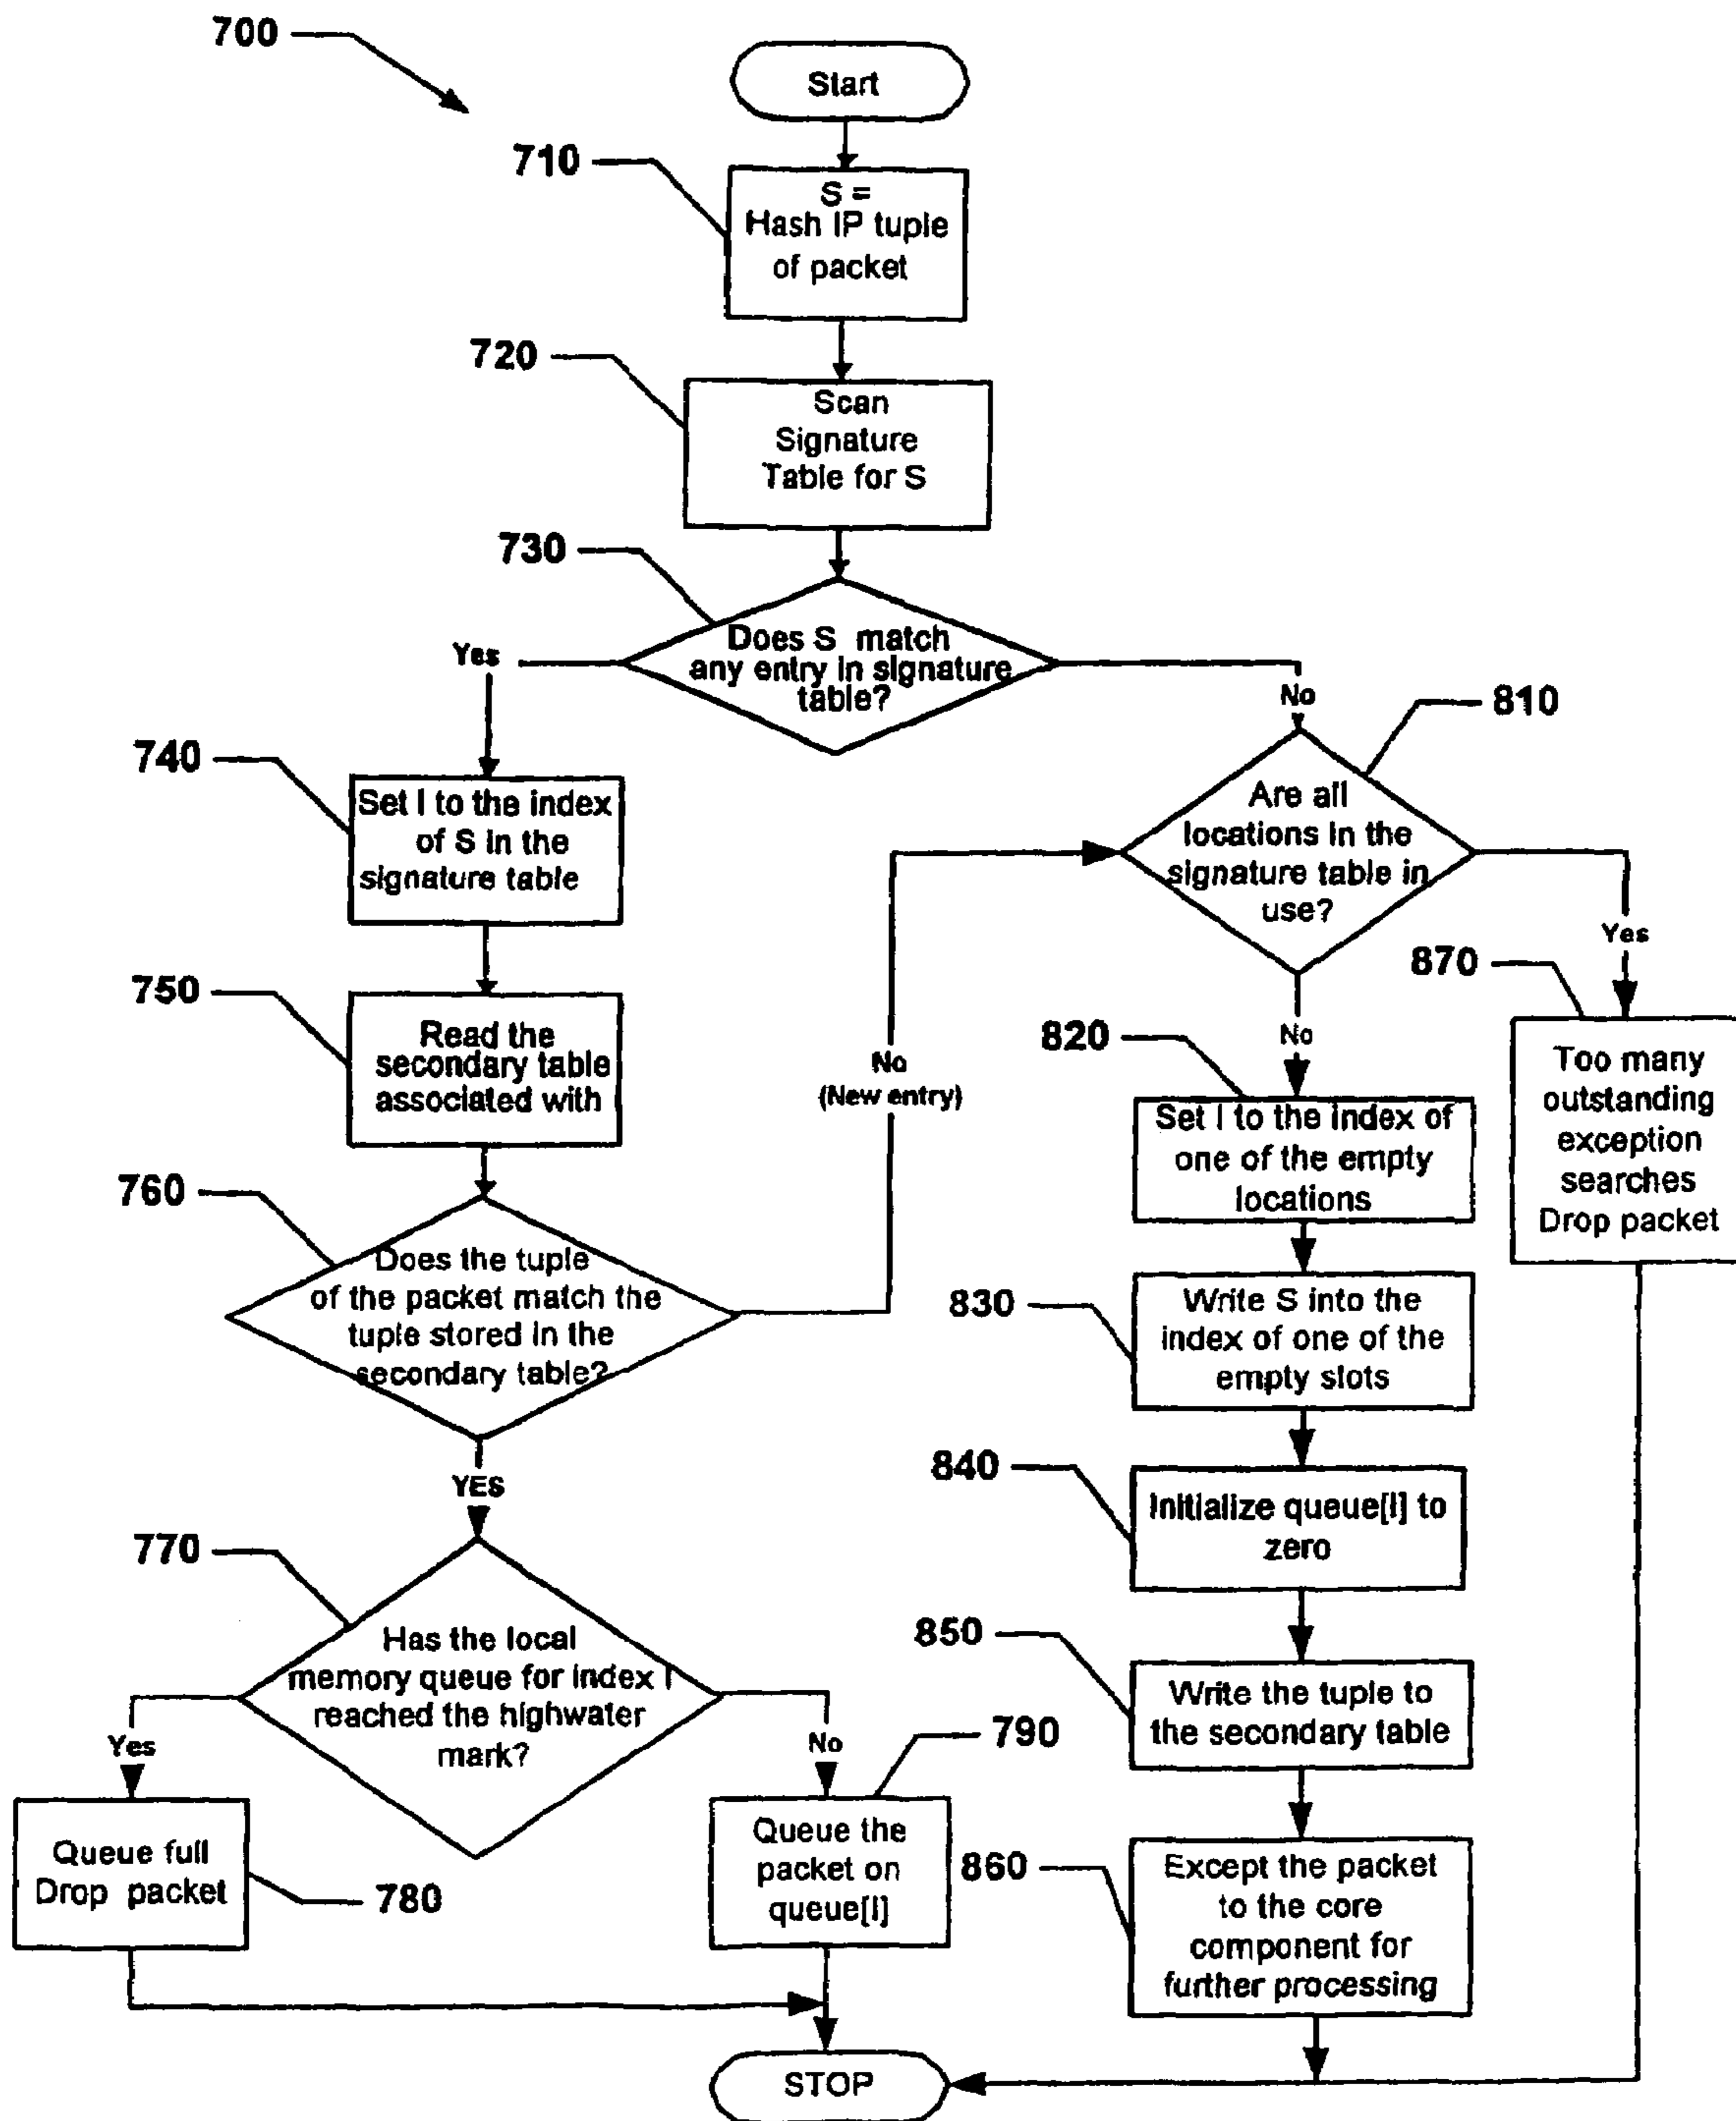 700
Start
710
S =
Hash IP tuple
of packet
720
Scan
Signature
Table for S
730
Does S match
any entry in signature
table?
Yes
No
740
Set I to the index
of S in the
signature table
810
Are all
locations in the
signature table in
use?
750
Read the
secondary table
associated with
No
(New entry)
Yes
870
Too many
outstanding
exception
searches
Drop packet
No
820
Set I to the index of
one of the empty
locations
760
Does the tuple
of the packet match the
tuple stored in the
secondary table?
830
Write S into the
index of one of the
empty slots
YES
840
Initialize queue[I] to
zero
770
Has the local
memory queue for index I
reached the highwater
mark?
850
Write the tuple to
the secondary table
Yes
No
780
Queue full
Drop packet
790
Queue the
packet on
queue[I]
860
Except the packet
to the core
component for
further processing
STOP